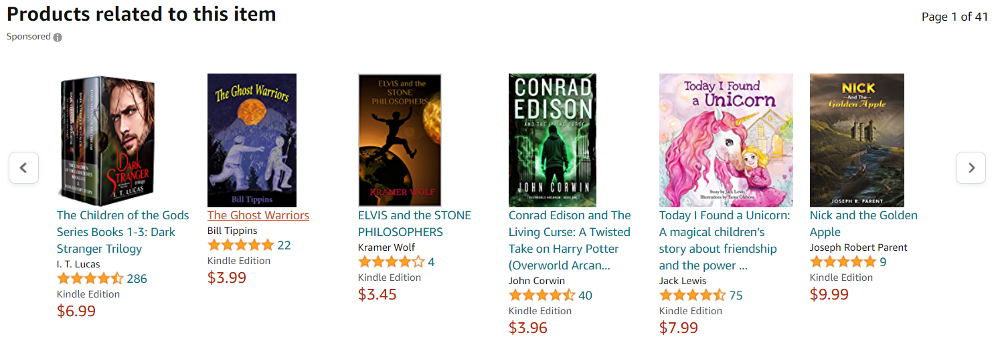 Products related to this item
Page 1 of 41
Sponsored
DARK
STRANGER
trilogy
I. T. LUCAS
The Children of the Gods
Series Books 1-3: Dark
Stranger Trilogy
I. T. Lucas
286
Kindle Edition
$6.99
The Ghost Warriors
Bill Tippins
The Ghost Warriors
Bill Tippins
22
Kindle Edition
$3.99
ELVIS and the
STONE
PHILOSOPHERS
KRAMER WOLF
ELVIS and the STONE
PHILOSOPHERS
Kramer Wolf
4
Kindle Edition
$3.45
CONRAD
EDISON
AND THE LIVING CURSE
JOHN CORWIN
OVERWORLD ARCANUM : BOOK ONE
Conrad Edison and The
Living Curse: A Twisted
Take on Harry Potter
(Overworld Arcan...
John Corwin
40
Kindle Edition
$3.96
Today I Found
a Unicorn
Story by Jack Lewis
Today I Found a Unicorn:
A magical children's
story about friendship
and the power ...
Jack Lewis
75
Kindle Edition
$7.99
NICK
--And The--
Golden Apple
JOSEPH R. PARENT
Nick and the Golden
Apple
Joseph Robert Parent
9
Kindle Edition
$9.99